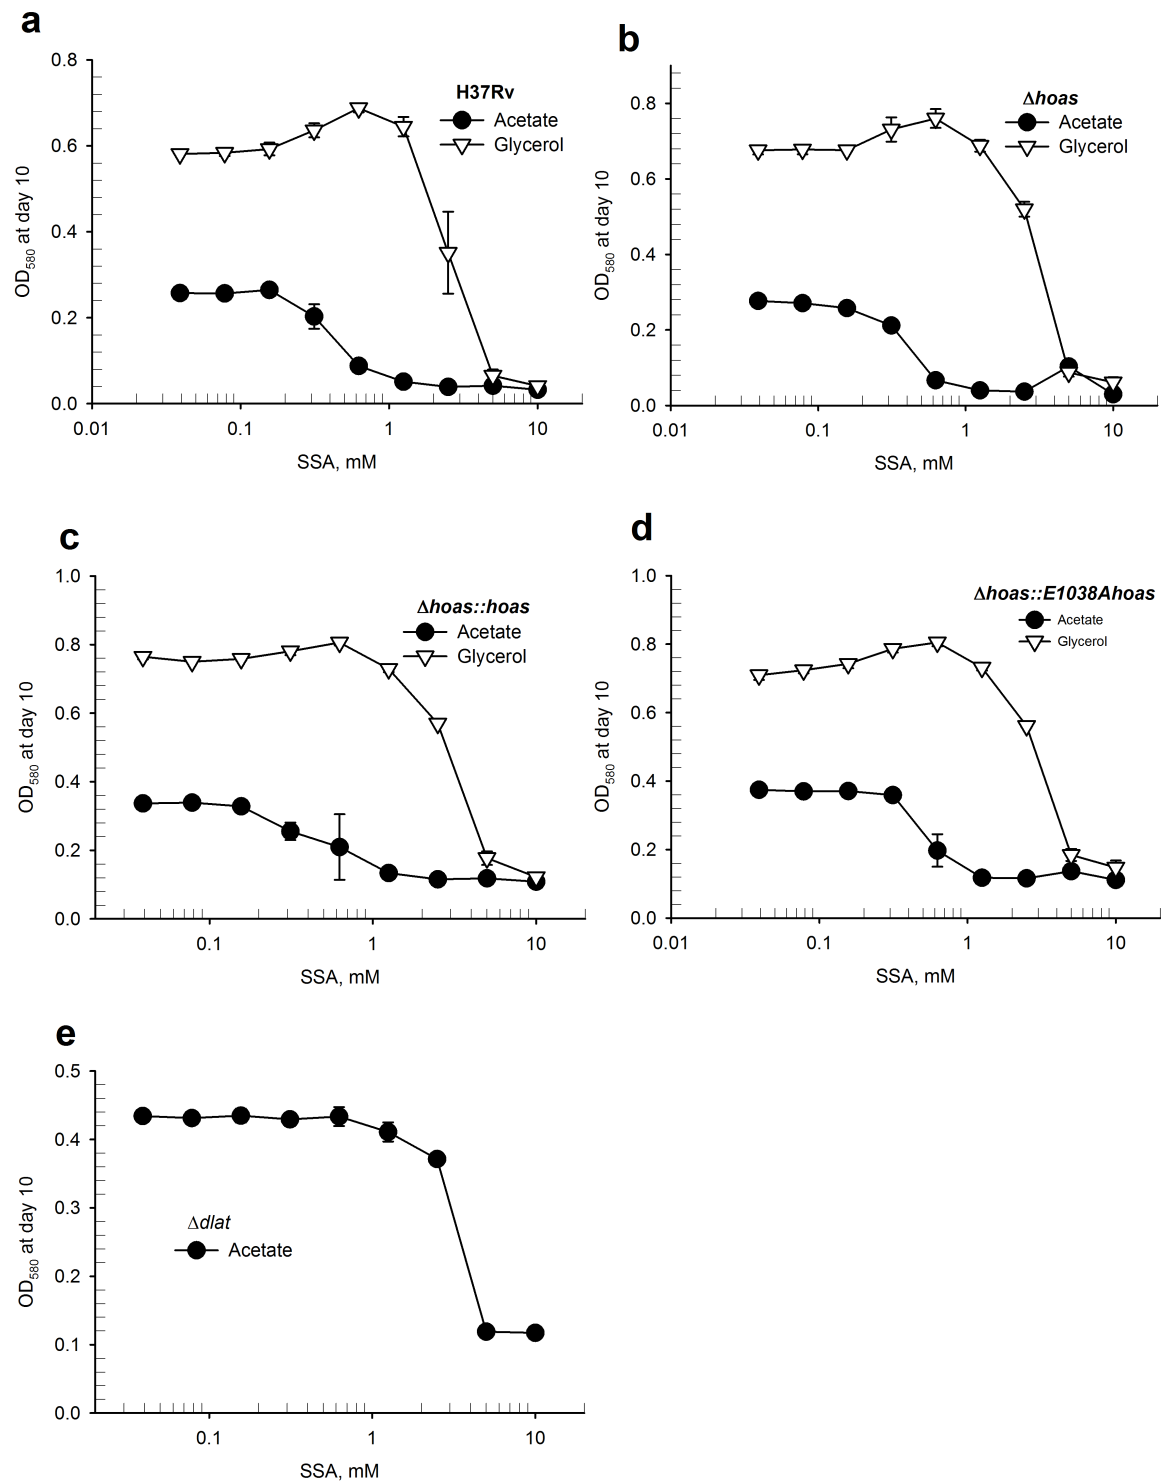 a
H37Rv
Acetate
Glycerol
0.8
0.6
0.4
0.2
0.0
OD580 at day 10
0.01
0.1
1
10
SSA, mM
b
Δhoas
Acetate
Glycerol
0.8
0.6
0.4
0.2
0.0
OD580 at day 10
0.01
0.1
1
10
SSA, mM
c
Δhoas::hoas
Acetate
Glycerol
1.0
0.8
0.6
0.4
0.2
0.0
OD580 at day 10
0.1
1
10
SSA, mM
d
Δhoas::E1038Ahoas
Acetate
Glycerol
1.0
0.8
0.6
0.4
0.2
0.0
OD580 at day 10
0.01
0.1
1
10
SSA, mM
e
Δdlat
Acetate
0.5
0.4
0.3
0.2
0.1
0.0
OD580 at day 10
0.1
1
10
SSA, mM